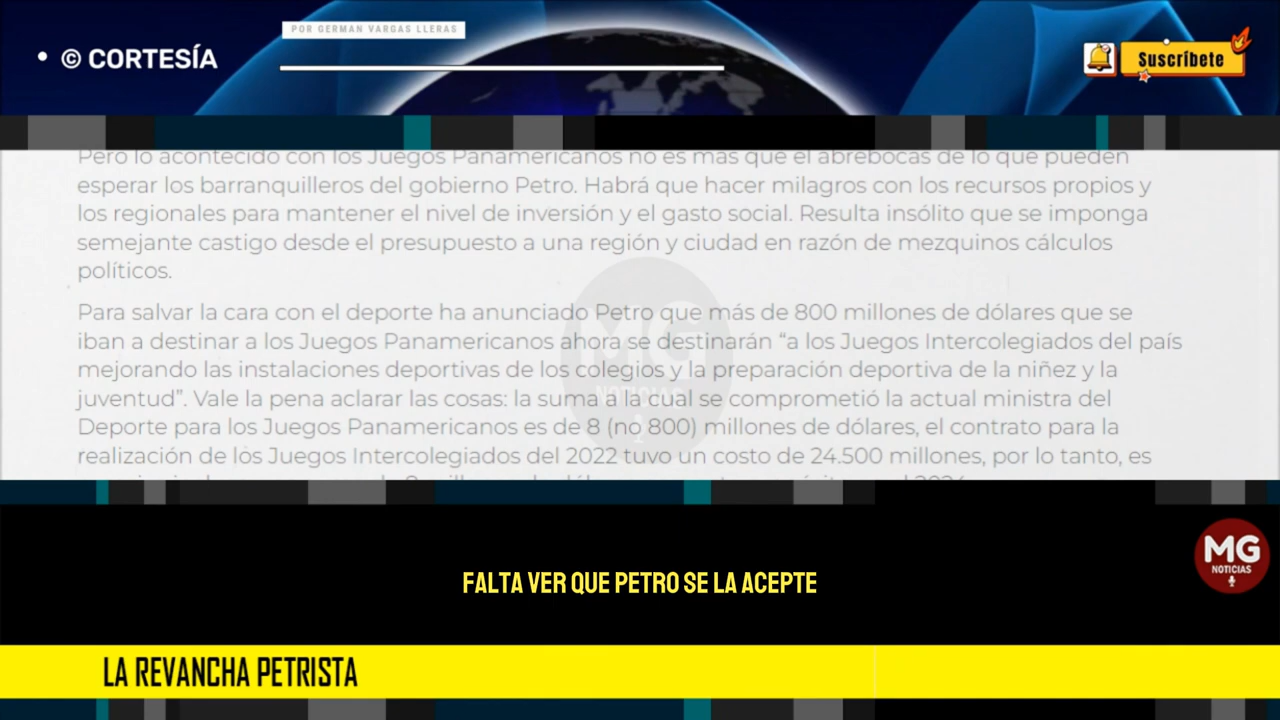 POR GERMAN VARGAS LLERAS
© CORTESÍA
Suscríbete
Pero lo acontecido con los Juegos Panamericanos no es más que el abrebocas de lo que pueden
esperar los barranquilleros del gobierno Petro. Habrá que hacer milagros con los recursos propios y
los regionales para mantener el nivel de inversión y el gasto social. Resulta insólito que se imponga
semejante castigo desde el presupuesto a una región y ciudad en razón de mezquinos cálculos
políticos.
Para salvar la cara con el deporte ha anunciado Petro que más de 800 millones de dólares que se
iban a destinar a los Juegos Panamericanos ahora se destinarán “a los Juegos Intercolegiados del país
mejorando las instalaciones deportivas de los colegios y la preparación deportiva de la niñez y la
juventud”. Vale la pena aclarar las cosas: la suma a la cual se comprometió la actual ministra del
Deporte para los Juegos Panamericanos es de 8 (no 800) millones de dólares, el contrato para la
realización de los Juegos Intercolegiados del 2022 tuvo un costo de 24.500 millones, por lo tanto, es
MG
NOTICIAS
FALTA VER QUE PETRO SE LA ACEPTE
MG
NOTICIAS
LA REVANCHA PETRISTA